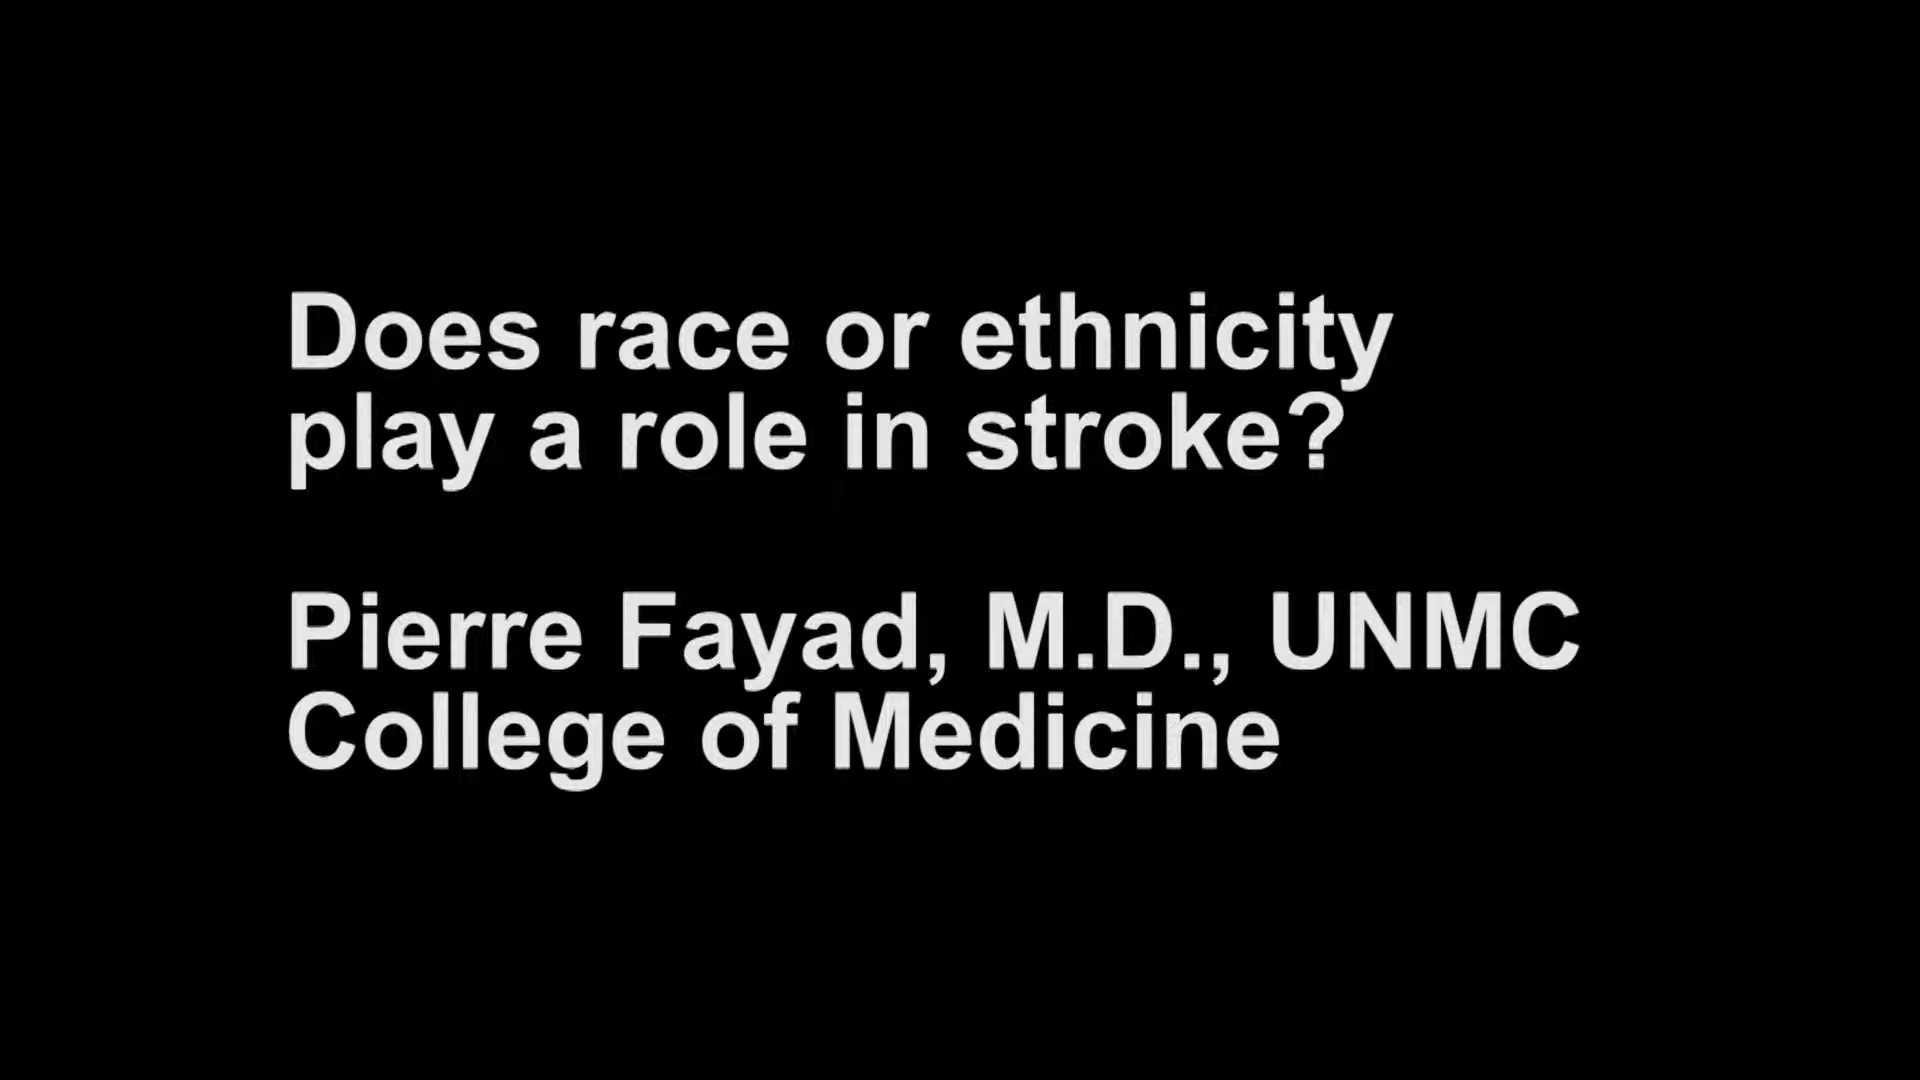 Does race or ethnicity
play a role in stroke?
Pierre Fayad, M.D., UNMC
College of Medicine